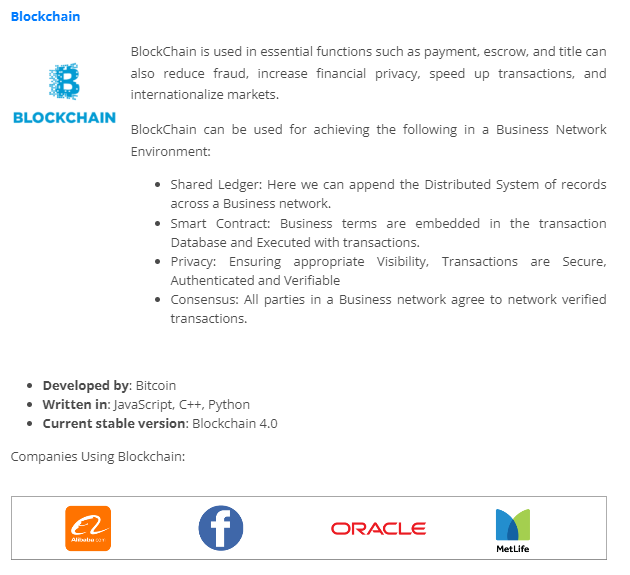 Blockchain
BLOCKCHAIN
BlockChain is used in essential functions such as payment, escrow, and title can
also reduce fraud, increase financial privacy, speed up transactions, and
internationalize markets.
BlockChain can be used for achieving the following in a Business Network
Environment:
• Shared Ledger: Here we can append the Distributed System of records
across a Business network.
• Smart Contract: Business terms are embedded in the transaction
Database and Executed with transactions.
• Privacy: Ensuring appropriate Visibility, Transactions are Secure,
Authenticated and Verifiable
• Consensus: All parties in a Business network agree to network verified
transactions.
• Developed by: Bitcoin
• Written in: JavaScript, C++, Python
• Current stable version: Blockchain 4.0
Companies Using Blockchain:
Alibaba.com
ORACLE
MetLife